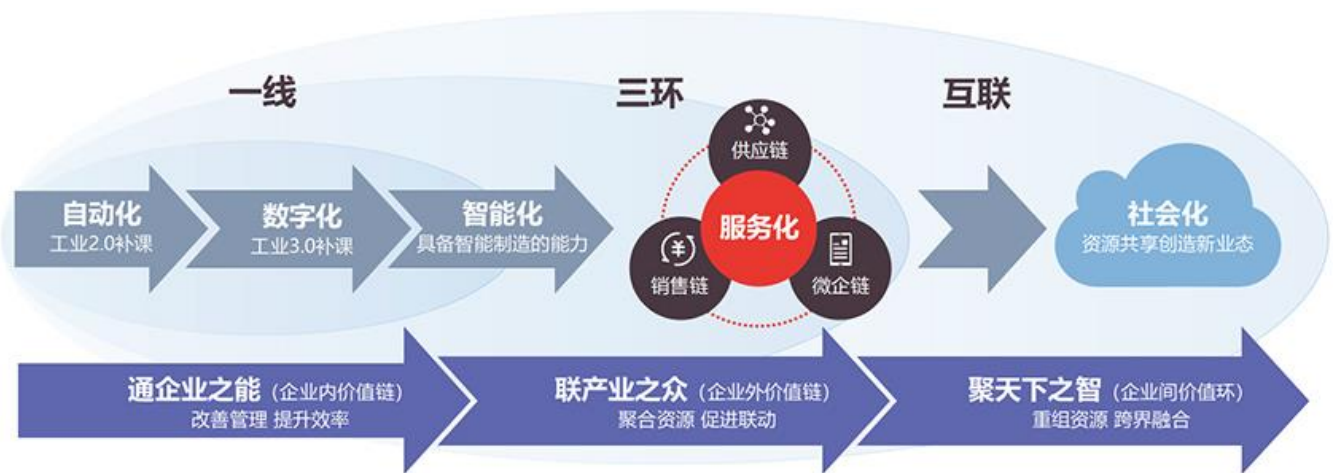 一线
三环
互联
自动化
工业2.0补课
数字化
工业3.0补课
智能化
具备智能制造的能力
供应链
服务化
销售链
微企链
社会化
资源共享创造新业态
通企业之能（企业内价值链）
改善管理 提升效率
联产业之众（企业外价值链）
聚合资源 促进联动
聚天下之智（企业间价值环）
重组资源 跨界融合